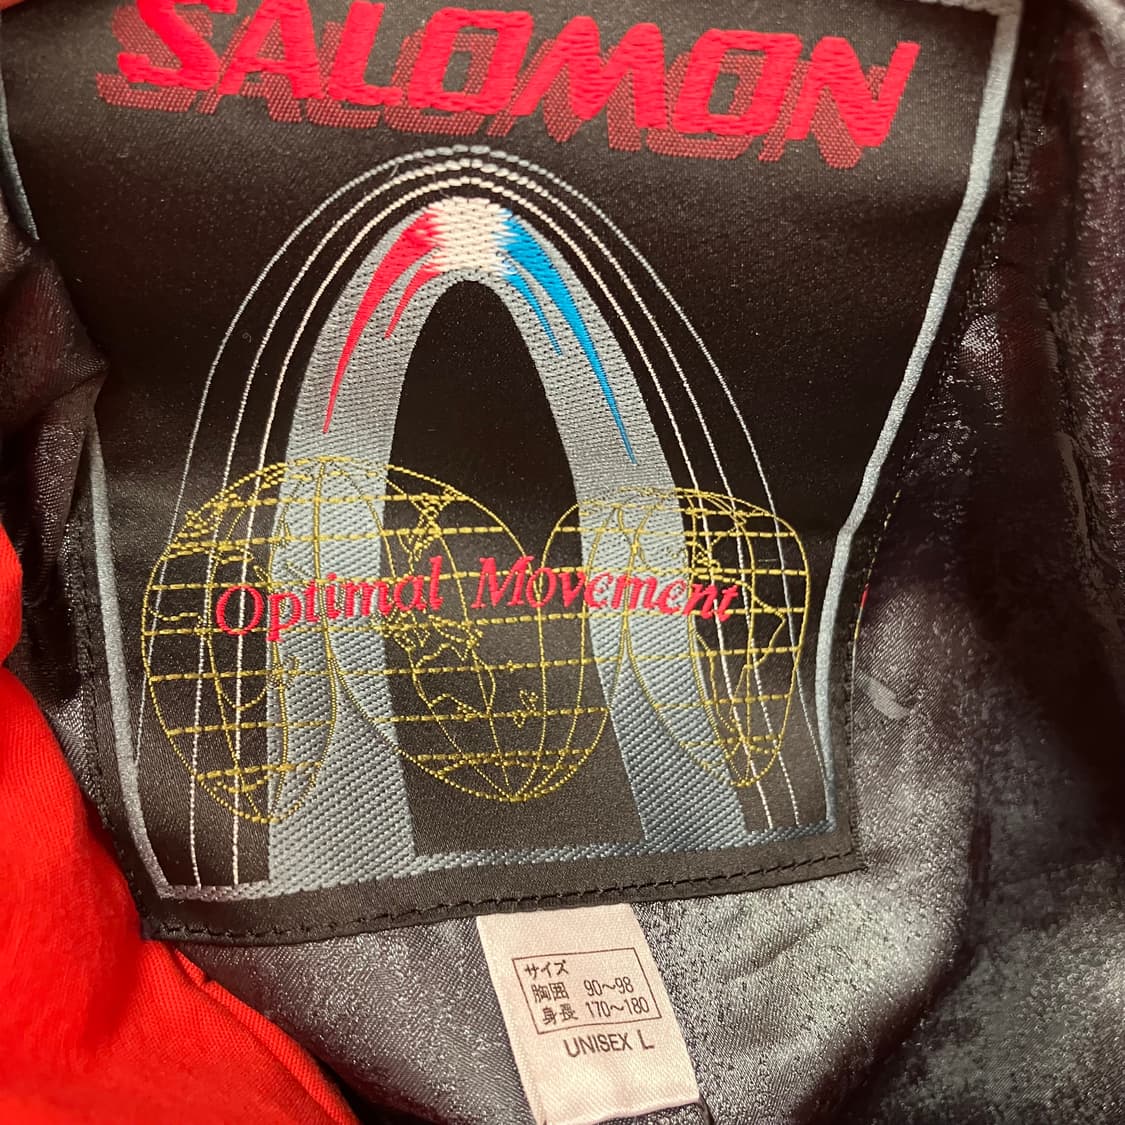 SALOMON
Optimal Movement
サイズ
胸囲 90〜98
身長 170〜180
UNISEX L